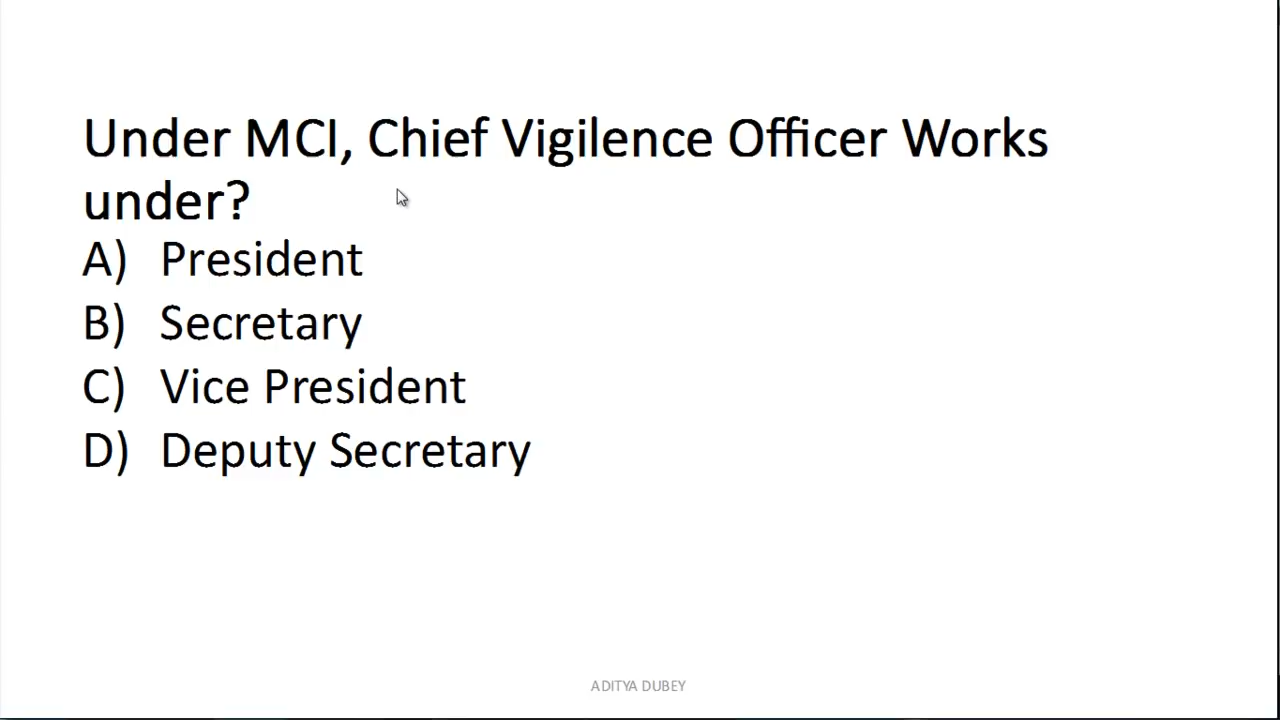 Under MCI, Chief Vigilence Officer Works
under?
A) President
B) Secretary
C) Vice President
D) Deputy Secretary
ADITYA DUBEY